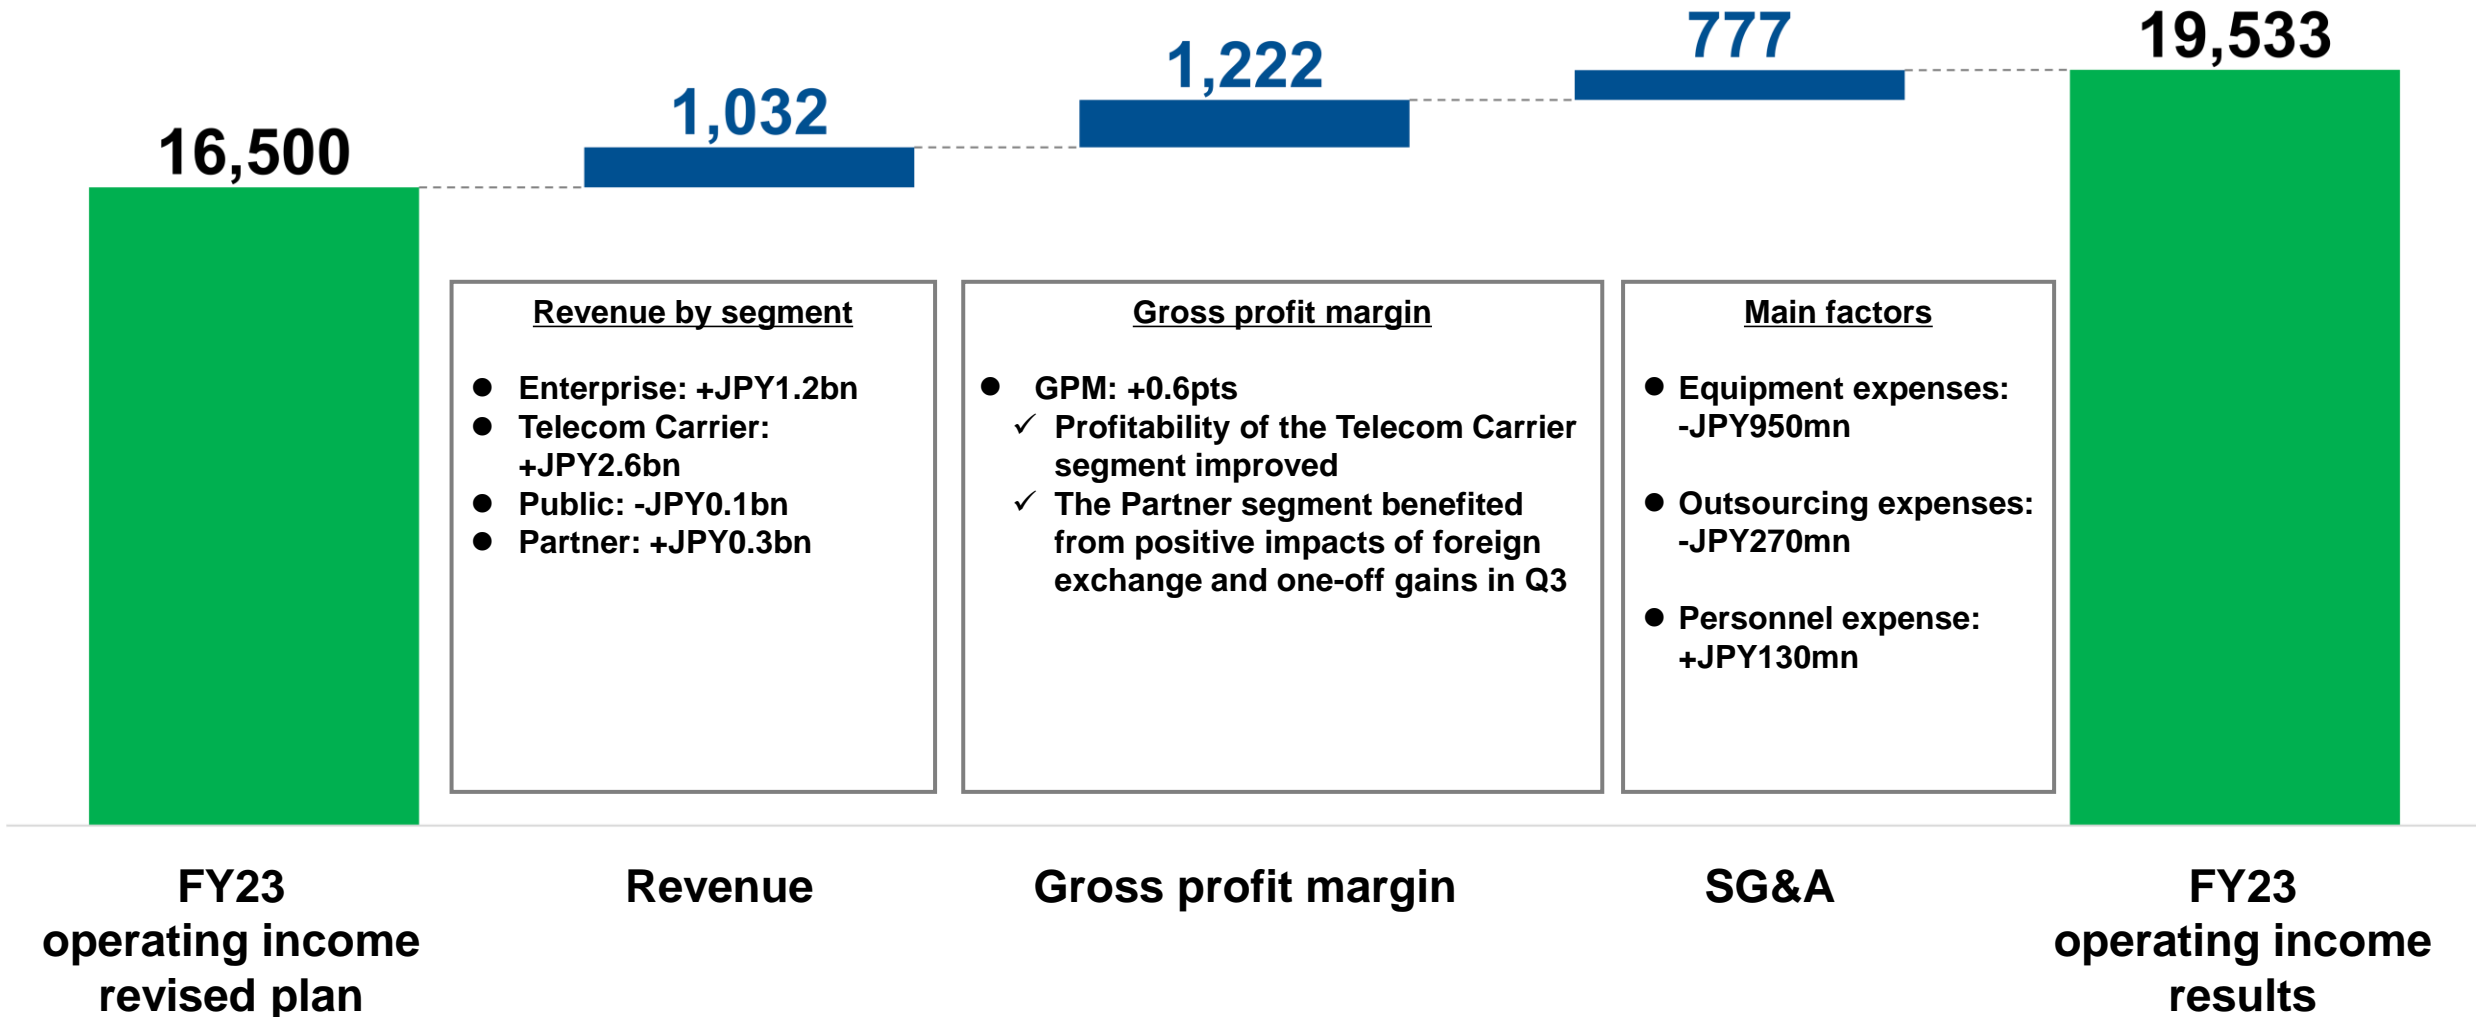 16,500
1,032
1,222
777
19,533
Revenue by segment
● Enterprise: +JPY1.2bn
● Telecom Carrier:
+JPY2.6bn
● Public: -JPY0.1bn
● Partner: +JPY0.3bn
Gross profit margin
● GPM: +0.6pts
✓ Profitability of the Telecom Carrier
segment improved
✓ The Partner segment benefited
from positive impacts of foreign
exchange and one-off gains in Q3
Main factors
● Equipment expenses:
-JPY950mn
● Outsourcing expenses:
-JPY270mn
● Personnel expense:
+JPY130mn
FY23
operating income
revised plan
Revenue
Gross profit margin
SG&A
FY23
operating income
results